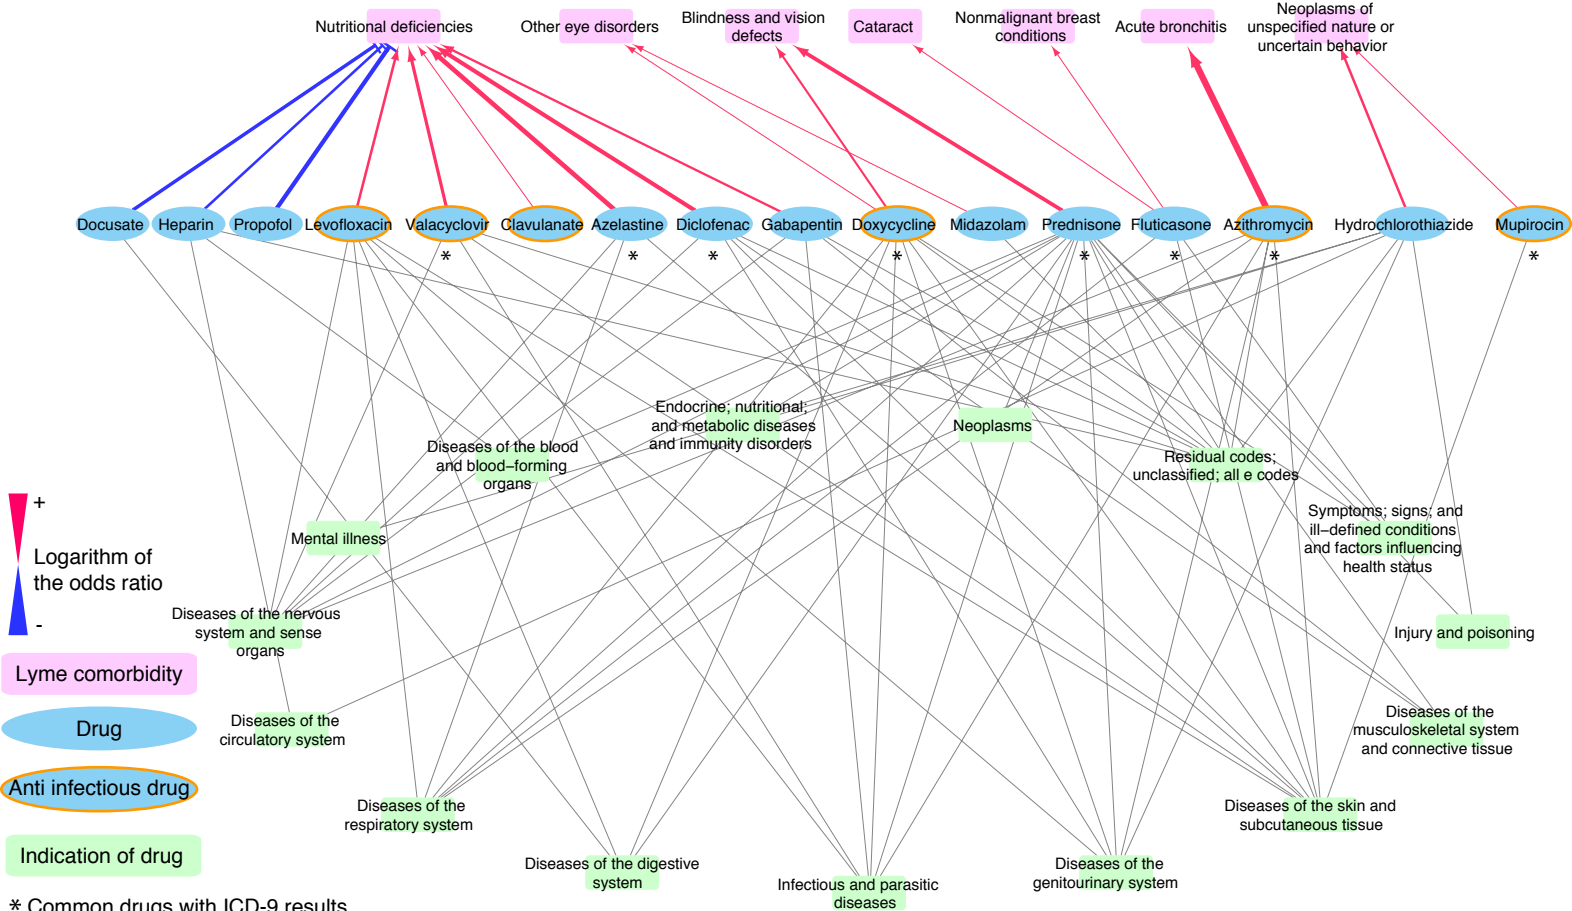 Nutritional deficiencies
Other eye disorders
Blindness and vision
defects
Cataract
Nonmalignant breast
conditions
Acute bronchitis
Neoplasms of
unspecified nature or
uncertain behavior
Docusate
Heparin
Propofol
Levofloxacin
Valacyclovir
Clavulanate
Azelastine
Diclofenac
Gabapentin
Doxycycline
Midazolam
Prednisone
Fluticasone
Azithromycin
Hydrochlorothiazide
Mupirocin
* * * * * * * *
Endocrine; nutritional;
and metabolic diseases
and immunity disorders
Neoplasms
Diseases of the blood
and blood−forming
organs
Residual codes;
unclassified; all e codes
Symptoms; signs; and
ill−defined conditions
and factors influencing
health status
Mental illness
Diseases of the nervous
system and sense
organs
Injury and poisoning
Diseases of the
circulatory system
Diseases of the
musculoskeletal system
and connective tissue
Diseases of the
respiratory system
Diseases of the skin and
subcutaneous tissue
Diseases of the digestive
system
Infectious and parasitic
diseases
Diseases of the
genitourinary system
+
Logarithm of
the odds ratio
-
Lyme comorbidity
Drug
Anti infectious drug
Indication of drug
* Common drugs with ICD-9 results